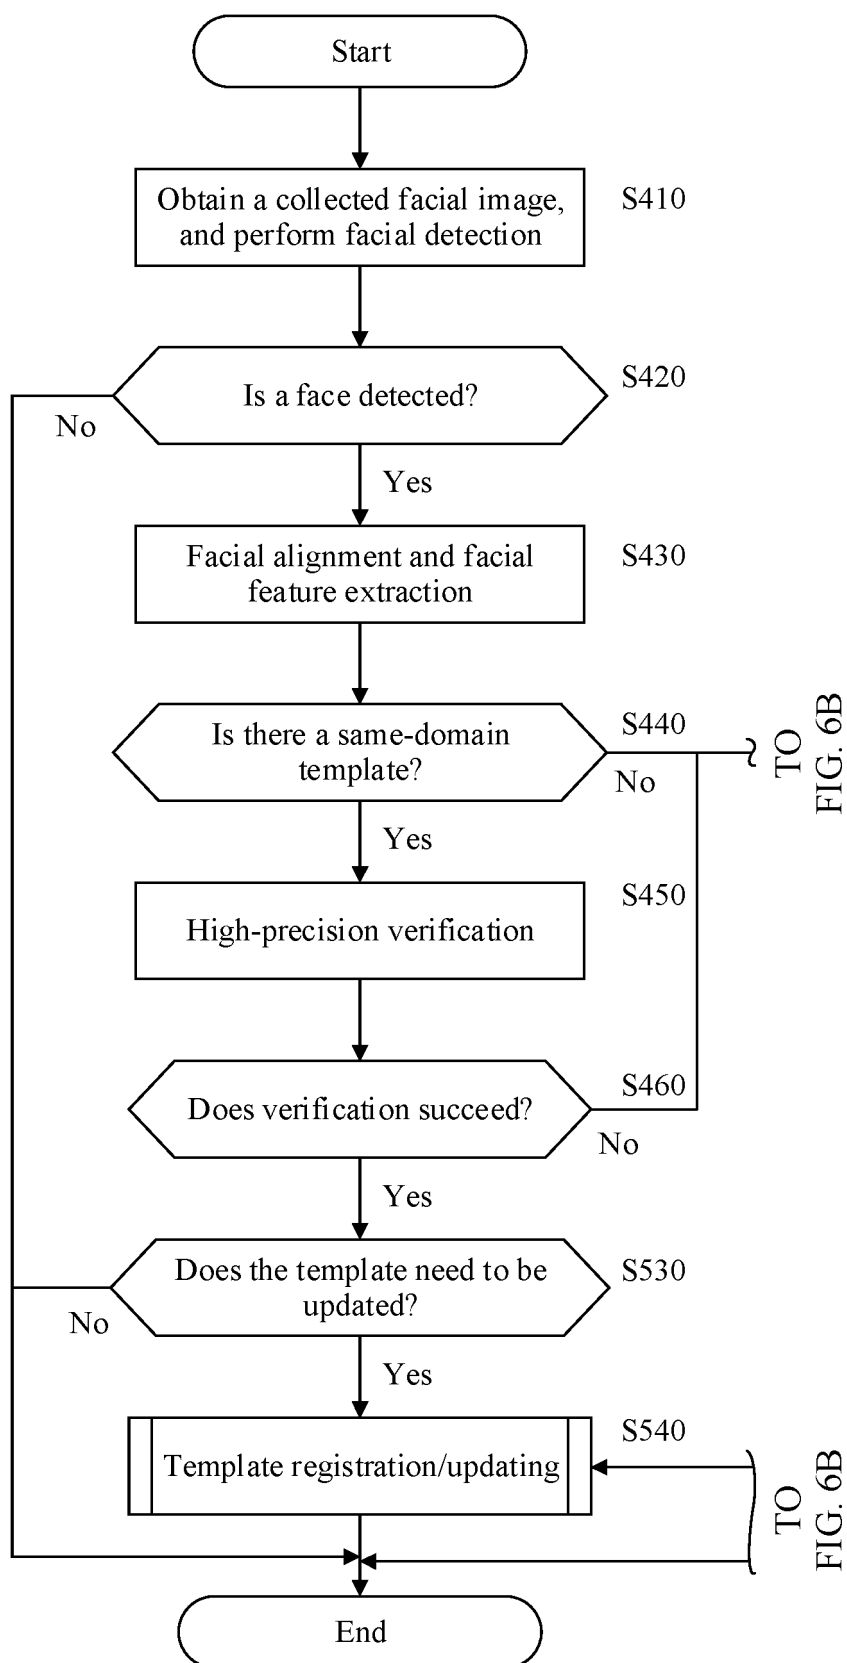 Start
Obtain a collected facial image,
and perform facial detection
S410
Is a face detected?
S420
No
Yes
Facial alignment and facial
feature extraction
S430
Is there a same-domain
template?
S440
No
TO
FIG. 6B
Yes
High-precision verification
S450
Does verification succeed?
S460
No
Yes
Does the template need to be
updated?
S530
No
Yes
Template registration/updating
S540
TO
FIG. 6B
End